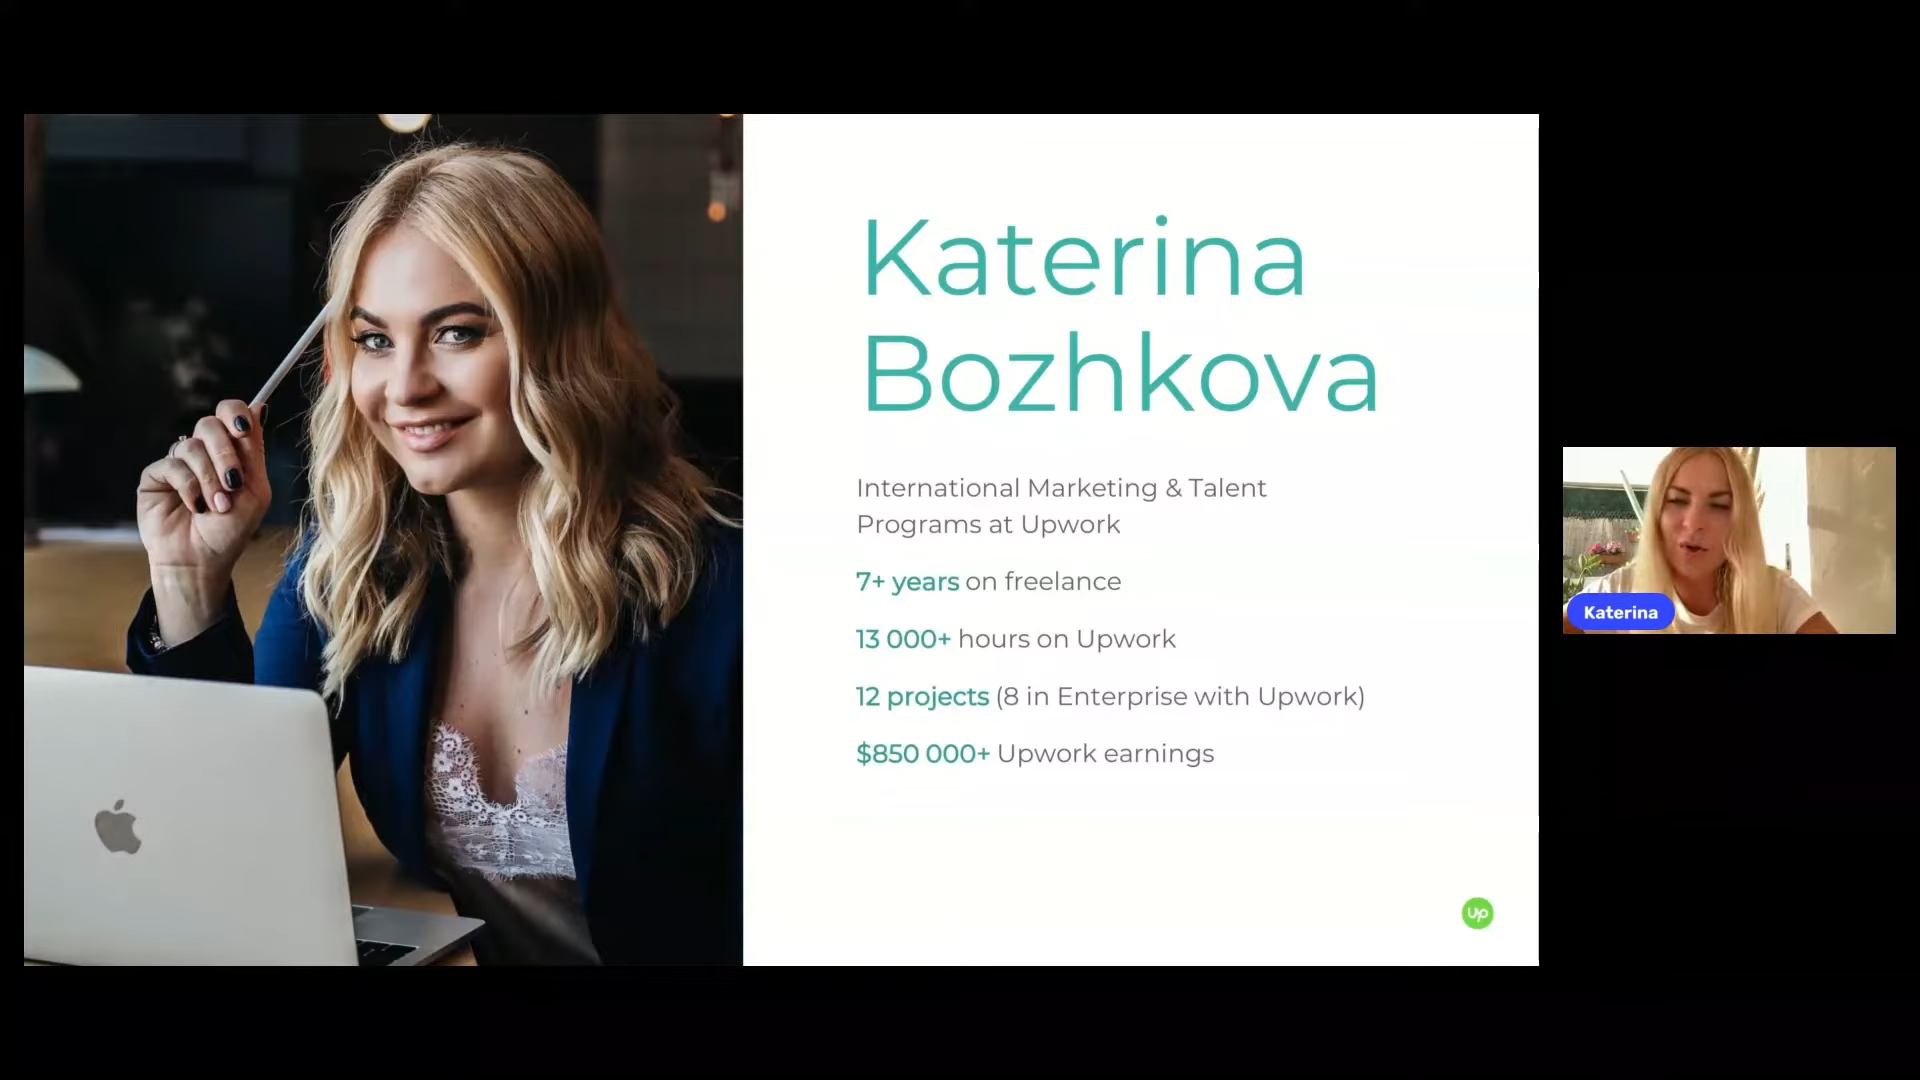 Katerina
Bozhkova
International Marketing & Talent
Programs at Upwork
7+ years on freelance
13 000+ hours on Upwork
12 projects (8 in Enterprise with Upwork)
$850 000+ Upwork earnings
Up
Katerina